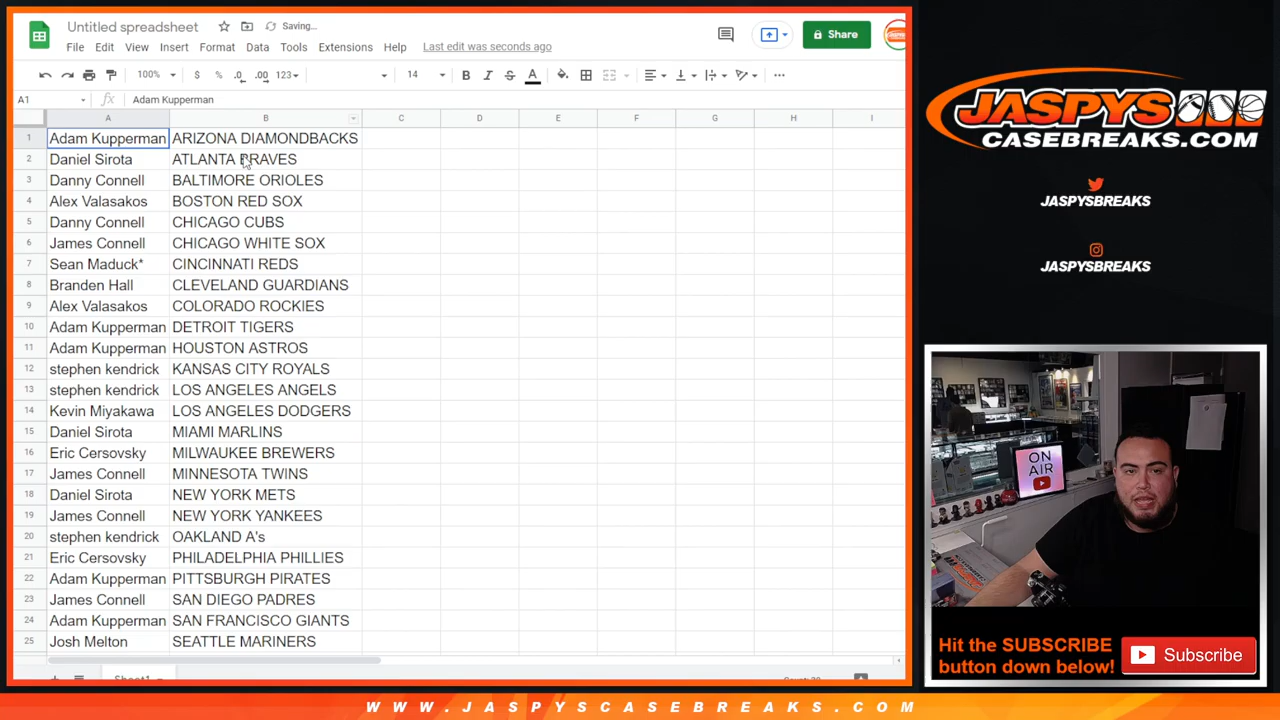 Untitled spreadsheet
Saving...
File Edit View Insert Format Data Tools Extensions Help Last edit was seconds ago
Share
100% $ % .0 .00 123 14 B I S A
A1 fx Adam Kupperman
A B C D E F G H I
1 Adam Kupperman ARIZONA DIAMONDBACKS
2 Daniel Sirota ATLANTA BRAVES
3 Danny Connell BALTIMORE ORIOLES
4 Alex Valasakos BOSTON RED SOX
5 Danny Connell CHICAGO CUBS
6 James Connell CHICAGO WHITE SOX
7 Sean Maduck* CINCINNATI REDS
8 Branden Hall CLEVELAND GUARDIANS
9 Alex Valasakos COLORADO ROCKIES
10 Adam Kupperman DETROIT TIGERS
11 Adam Kupperman HOUSTON ASTROS
12 stephen kendrick KANSAS CITY ROYALS
13 stephen kendrick LOS ANGELES ANGELS
14 Kevin Miyakawa LOS ANGELES DODGERS
15 Daniel Sirota MIAMI MARLINS
16 Eric Cersovsky MILWAUKEE BREWERS
17 James Connell MINNESOTA TWINS
18 Daniel Sirota NEW YORK METS
19 James Connell NEW YORK YANKEES
20 stephen kendrick OAKLAND A's
21 Eric Cersovsky PHILADELPHIA PHILLIES
22 Adam Kupperman PITTSBURGH PIRATES
23 James Connell SAN DIEGO PADRES
24 Adam Kupperman SAN FRANCISCO GIANTS
25 Josh Melton SEATTLE MARINERS
Sheet1
JASPYS
CASEBREAKS.COM
JASPYSBREAKS
JASPYSBREAKS
ON
AIR
Hit the SUBSCRIBE
button down below!
Subscribe
WWW.JASPYSCASEBREAKS.COM